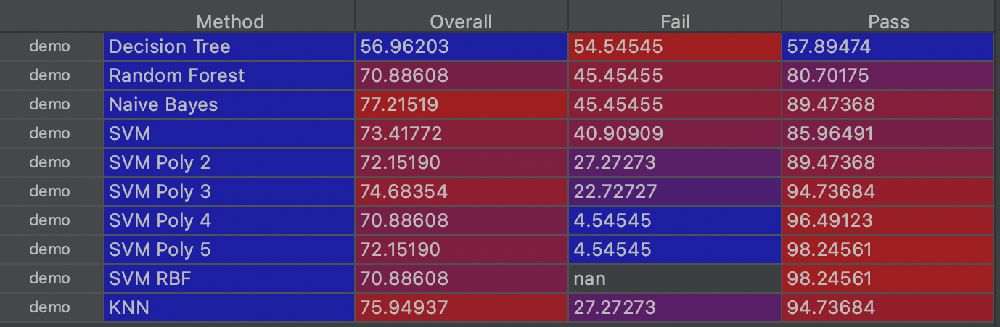 Method Overall Fail Pass
demo Decision Tree 56.96203 54.54545 57.89474
demo Random Forest 70.88608 45.45455 80.70175
demo Naive Bayes 77.21519 45.45455 89.47368
demo SVM 73.41772 40.90909 85.96491
demo SVM Poly 2 72.15190 27.27273 89.47368
demo SVM Poly 3 74.68354 22.72727 94.73684
demo SVM Poly 4 70.88608 4.54545 96.49123
demo SVM Poly 5 72.15190 4.54545 98.24561
demo SVM RBF 70.88608 nan 98.24561
demo KNN 75.94937 27.27273 94.73684